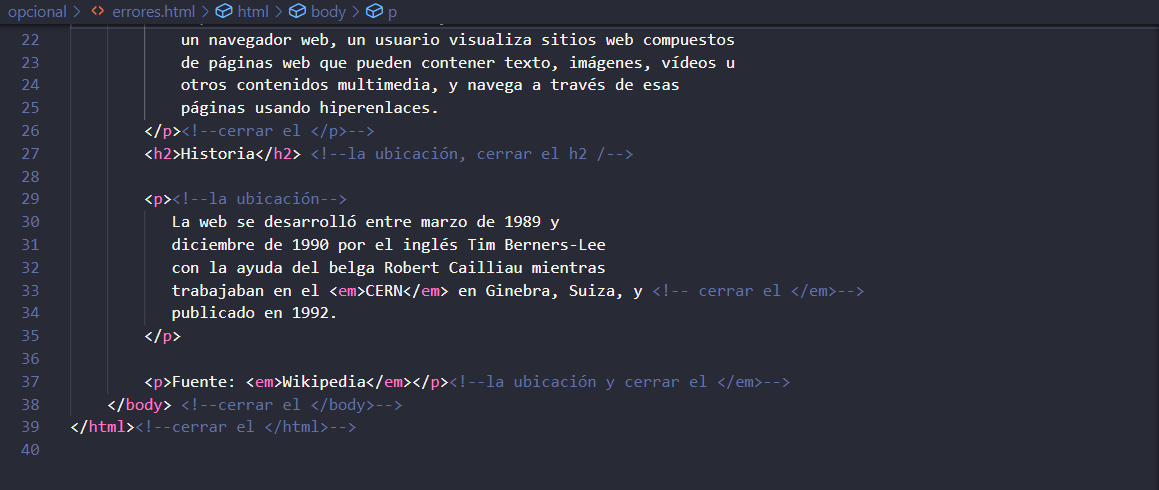 opcional > <> errores.html > html > body > p
22 un navegador web, un usuario visualiza sitios web compuestos
23 de páginas web que pueden contener texto, imágenes, vídeos u
24 otros contenidos multimedia, y navega a través de esas
25 páginas usando hiperenlaces.
26 </p><!--cerrar el </p>-->
27 <h2>Historia</h2> <!--la ubicación, cerrar el h2 /-->
28
29 <p><!--la ubicación-->
30 La web se desarrolló entre marzo de 1989 y
31 diciembre de 1990 por el inglés Tim Berners-Lee
32 con la ayuda del belga Robert Cailliau mientras
33 trabajaban en el <em>CERN</em> en Ginebra, Suiza, y <!-- cerrar el </em>-->
34 publicado en 1992.
35 </p>
36
37 <p>Fuente: <em>Wikipedia</em></p><!--la ubicación y cerrar el </em>-->
38 </body> <!--cerrar el </body>-->
39 </html><!--cerrar el </html>-->
40